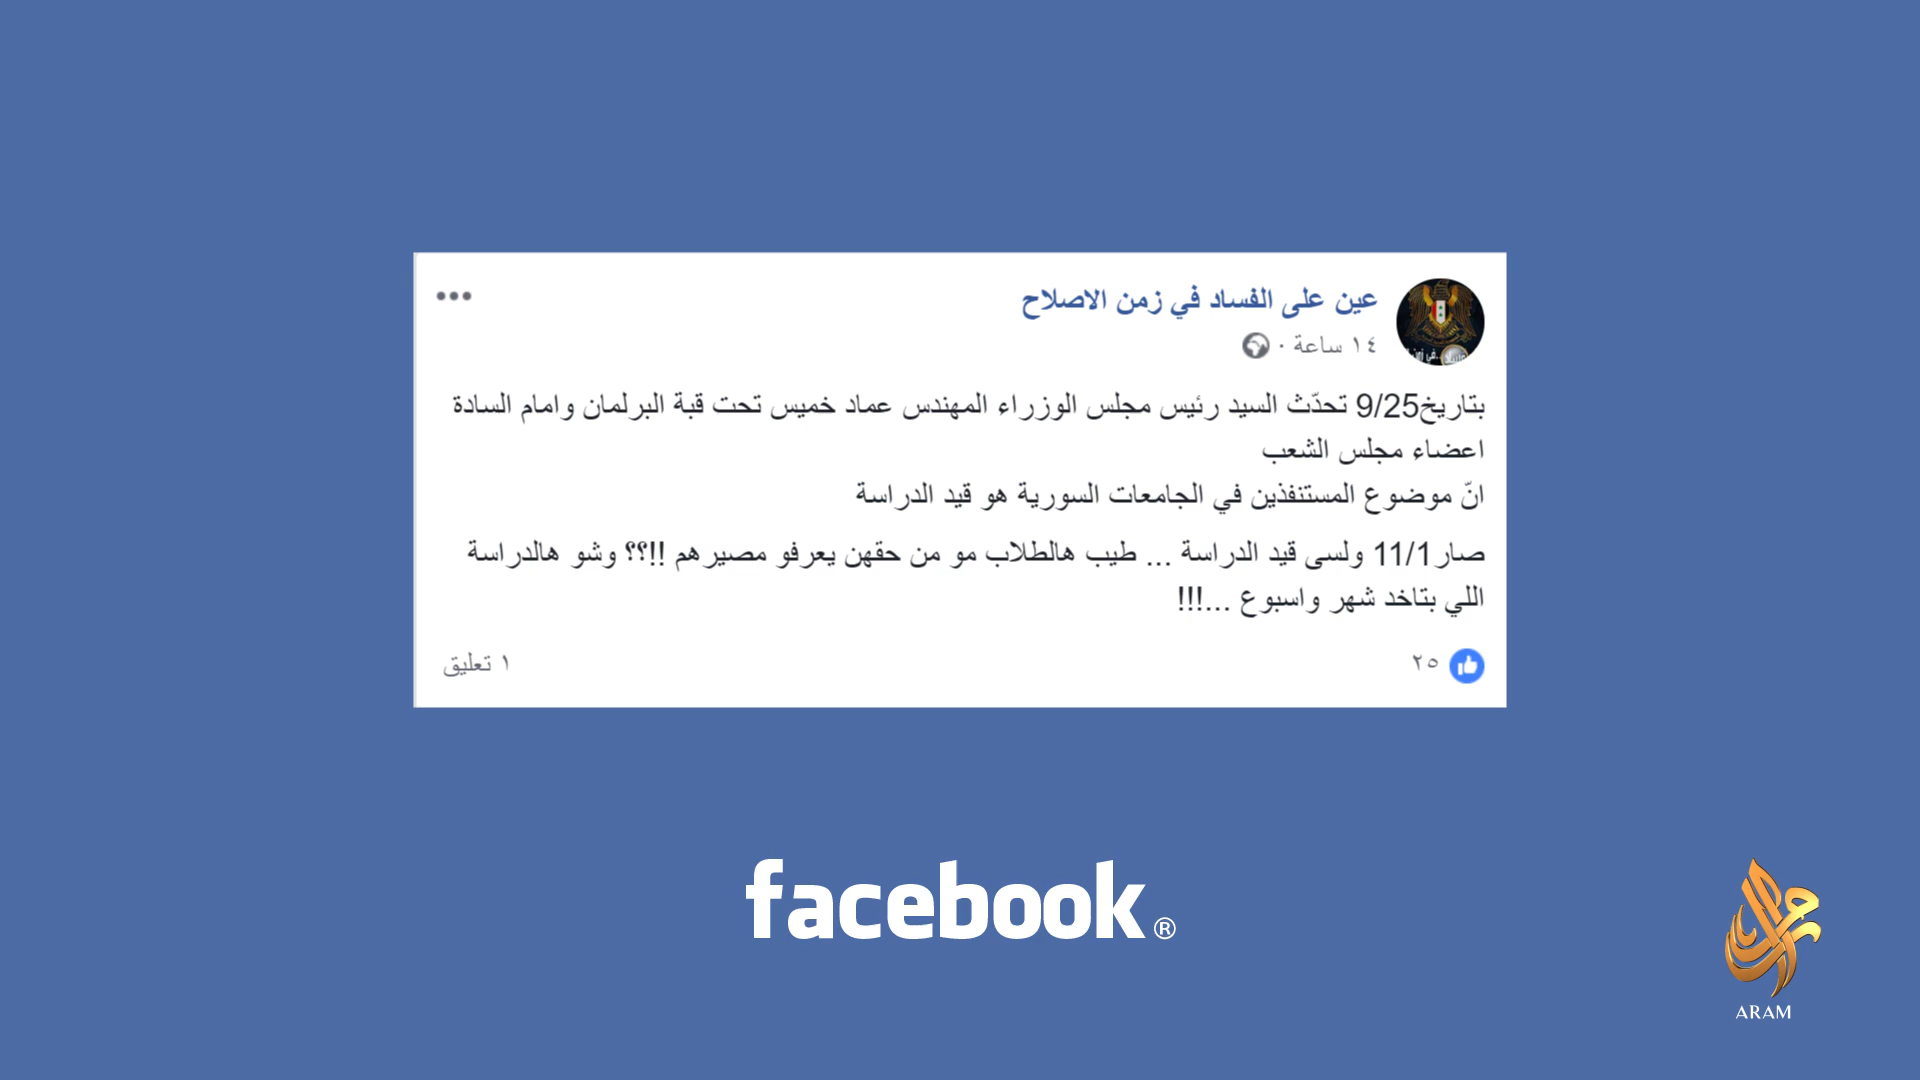 عين على الفساد في زمن الاصلاح
١٤ ساعة ·
بتاريخ9/25 تحدّث السيد رئيس مجلس الوزراء المهندس عماد خميس تحت قبة البرلمان وامام السادة
اعضاء مجلس الشعب
انّ موضوع المستنفذين في الجامعات السورية هو قيد الدراسة
صار11/1 ولسى قيد الدراسة ... طيب هالطلاب مو من حقهن يعرفو مصيرهم !!؟؟ وشو هالدراسة
اللي بتاخد شهر واسبوع ...!!!
٢٥
١ تعليق
facebook®
ARAM